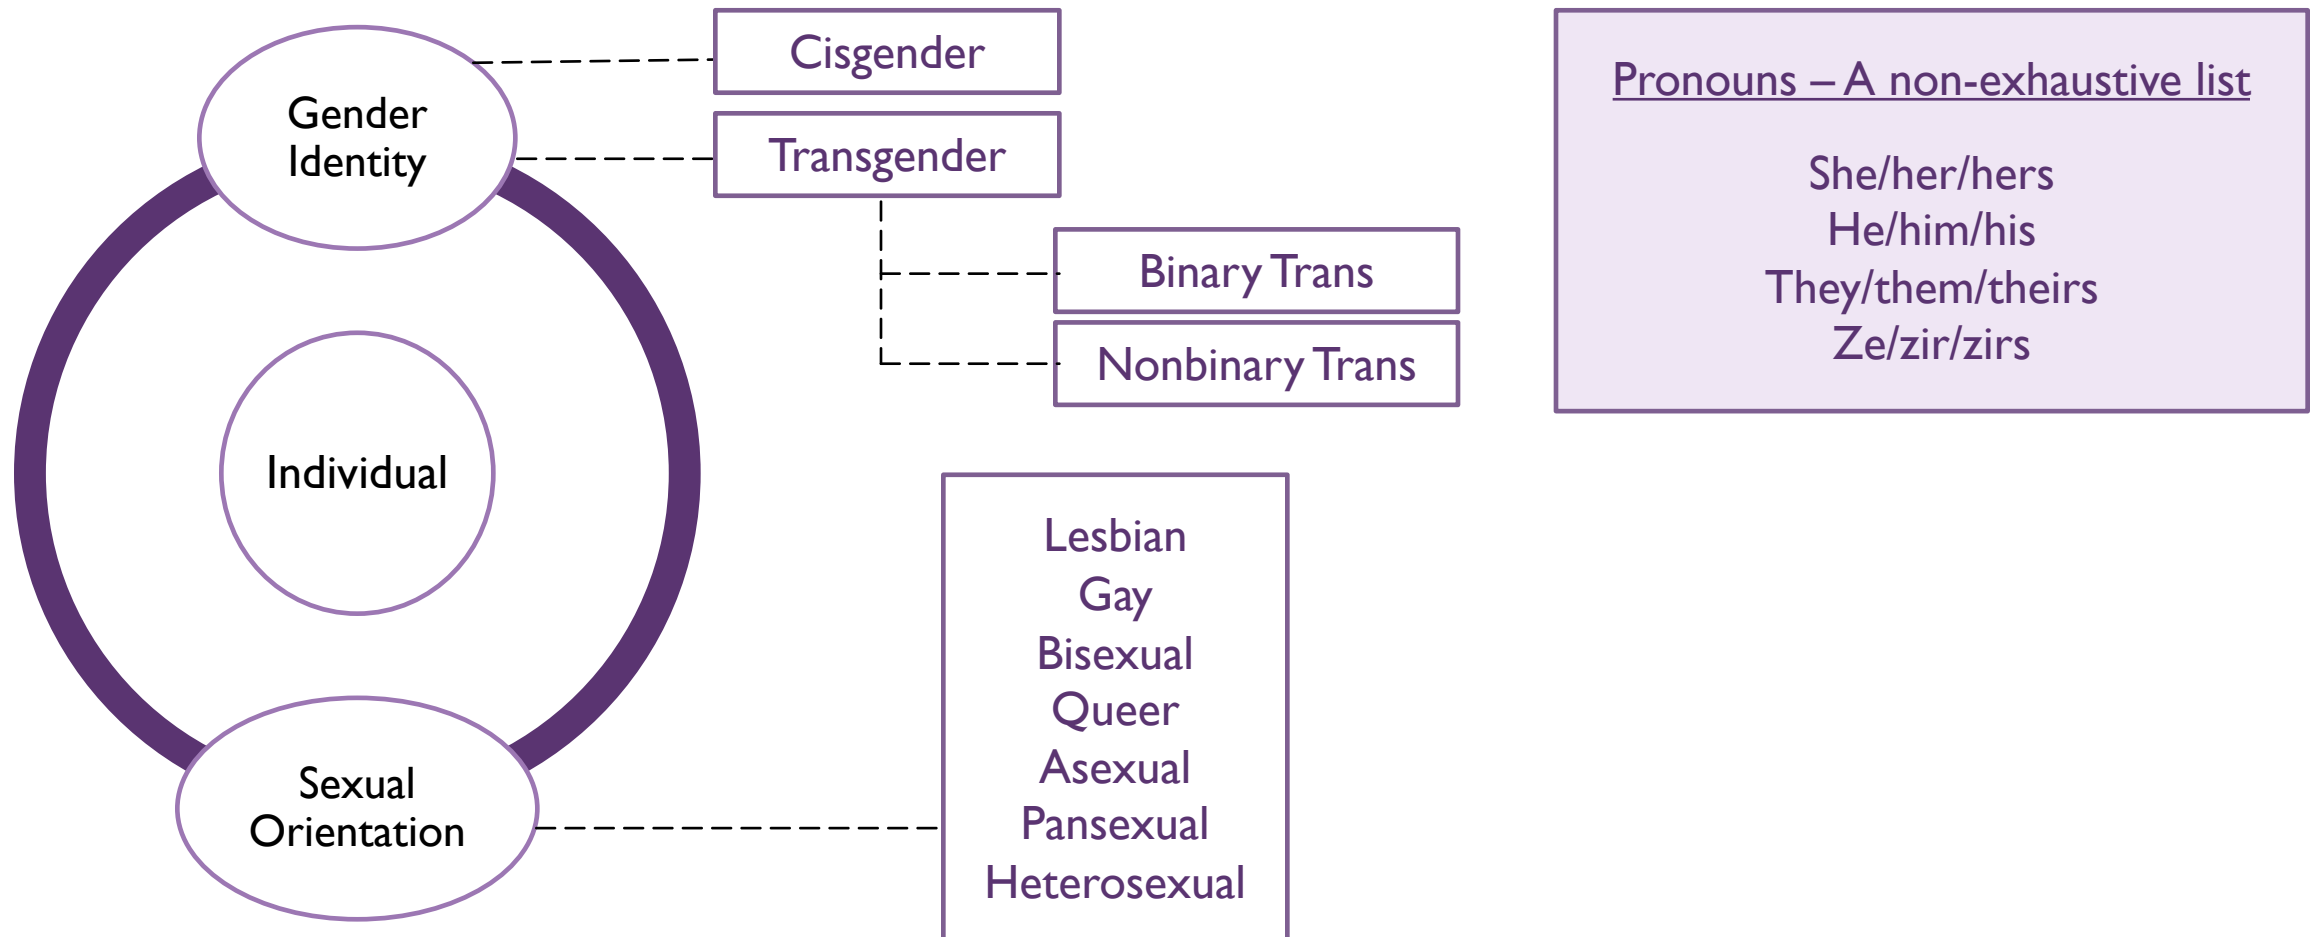 Gender
Identity
Cisgender
Transgender
Binary Trans
Nonbinary Trans
Pronouns – A non-exhaustive list
She/her/hers
He/him/his
They/them/theirs
Ze/zir/zirs
Individual
Sexual
Orientation
Lesbian
Gay
Bisexual
Queer
Asexual
Pansexual
Heterosexual